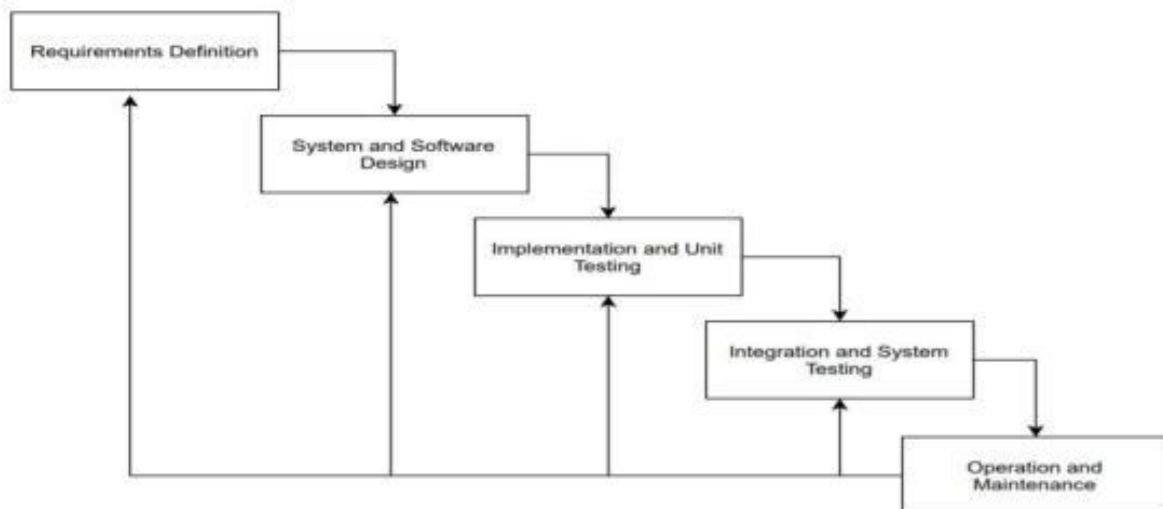 Requirements Definition
System and Software
Design
Implementation and Unit
Testing
Integration and System
Testing
Operation and
Maintenance